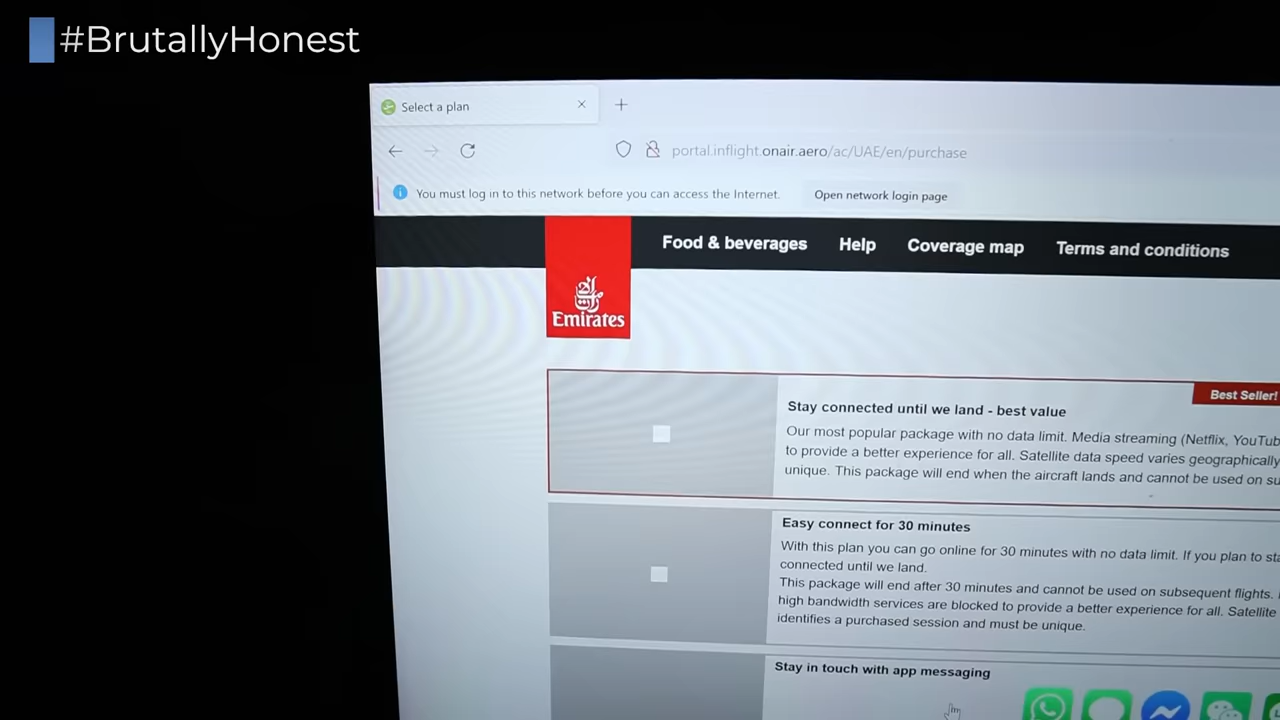 #BrutallyHonest
Select a plan
portal.inflight.onair.aero/ac/UAE/en/purchase
You must log in to this network before you can access the Internet. Open network login page
Food & beverages Help Coverage map Terms and conditions
Emirates
Best Seller!
Stay connected until we land - best value
Our most popular package with no data limit. Media streaming (Netflix, YouTub
to provide a better experience for all. Satellite data speed varies geographically
unique. This package will end when the aircraft lands and cannot be used on su
Easy connect for 30 minutes
With this plan you can go online for 30 minutes with no data limit. If you plan to sta
connected until we land.
This package will end after 30 minutes and cannot be used on subsequent flights.
high bandwidth services are blocked to provide a better experience for all. Satellite
identifies a purchased session and must be unique.
Stay in touch with app messaging